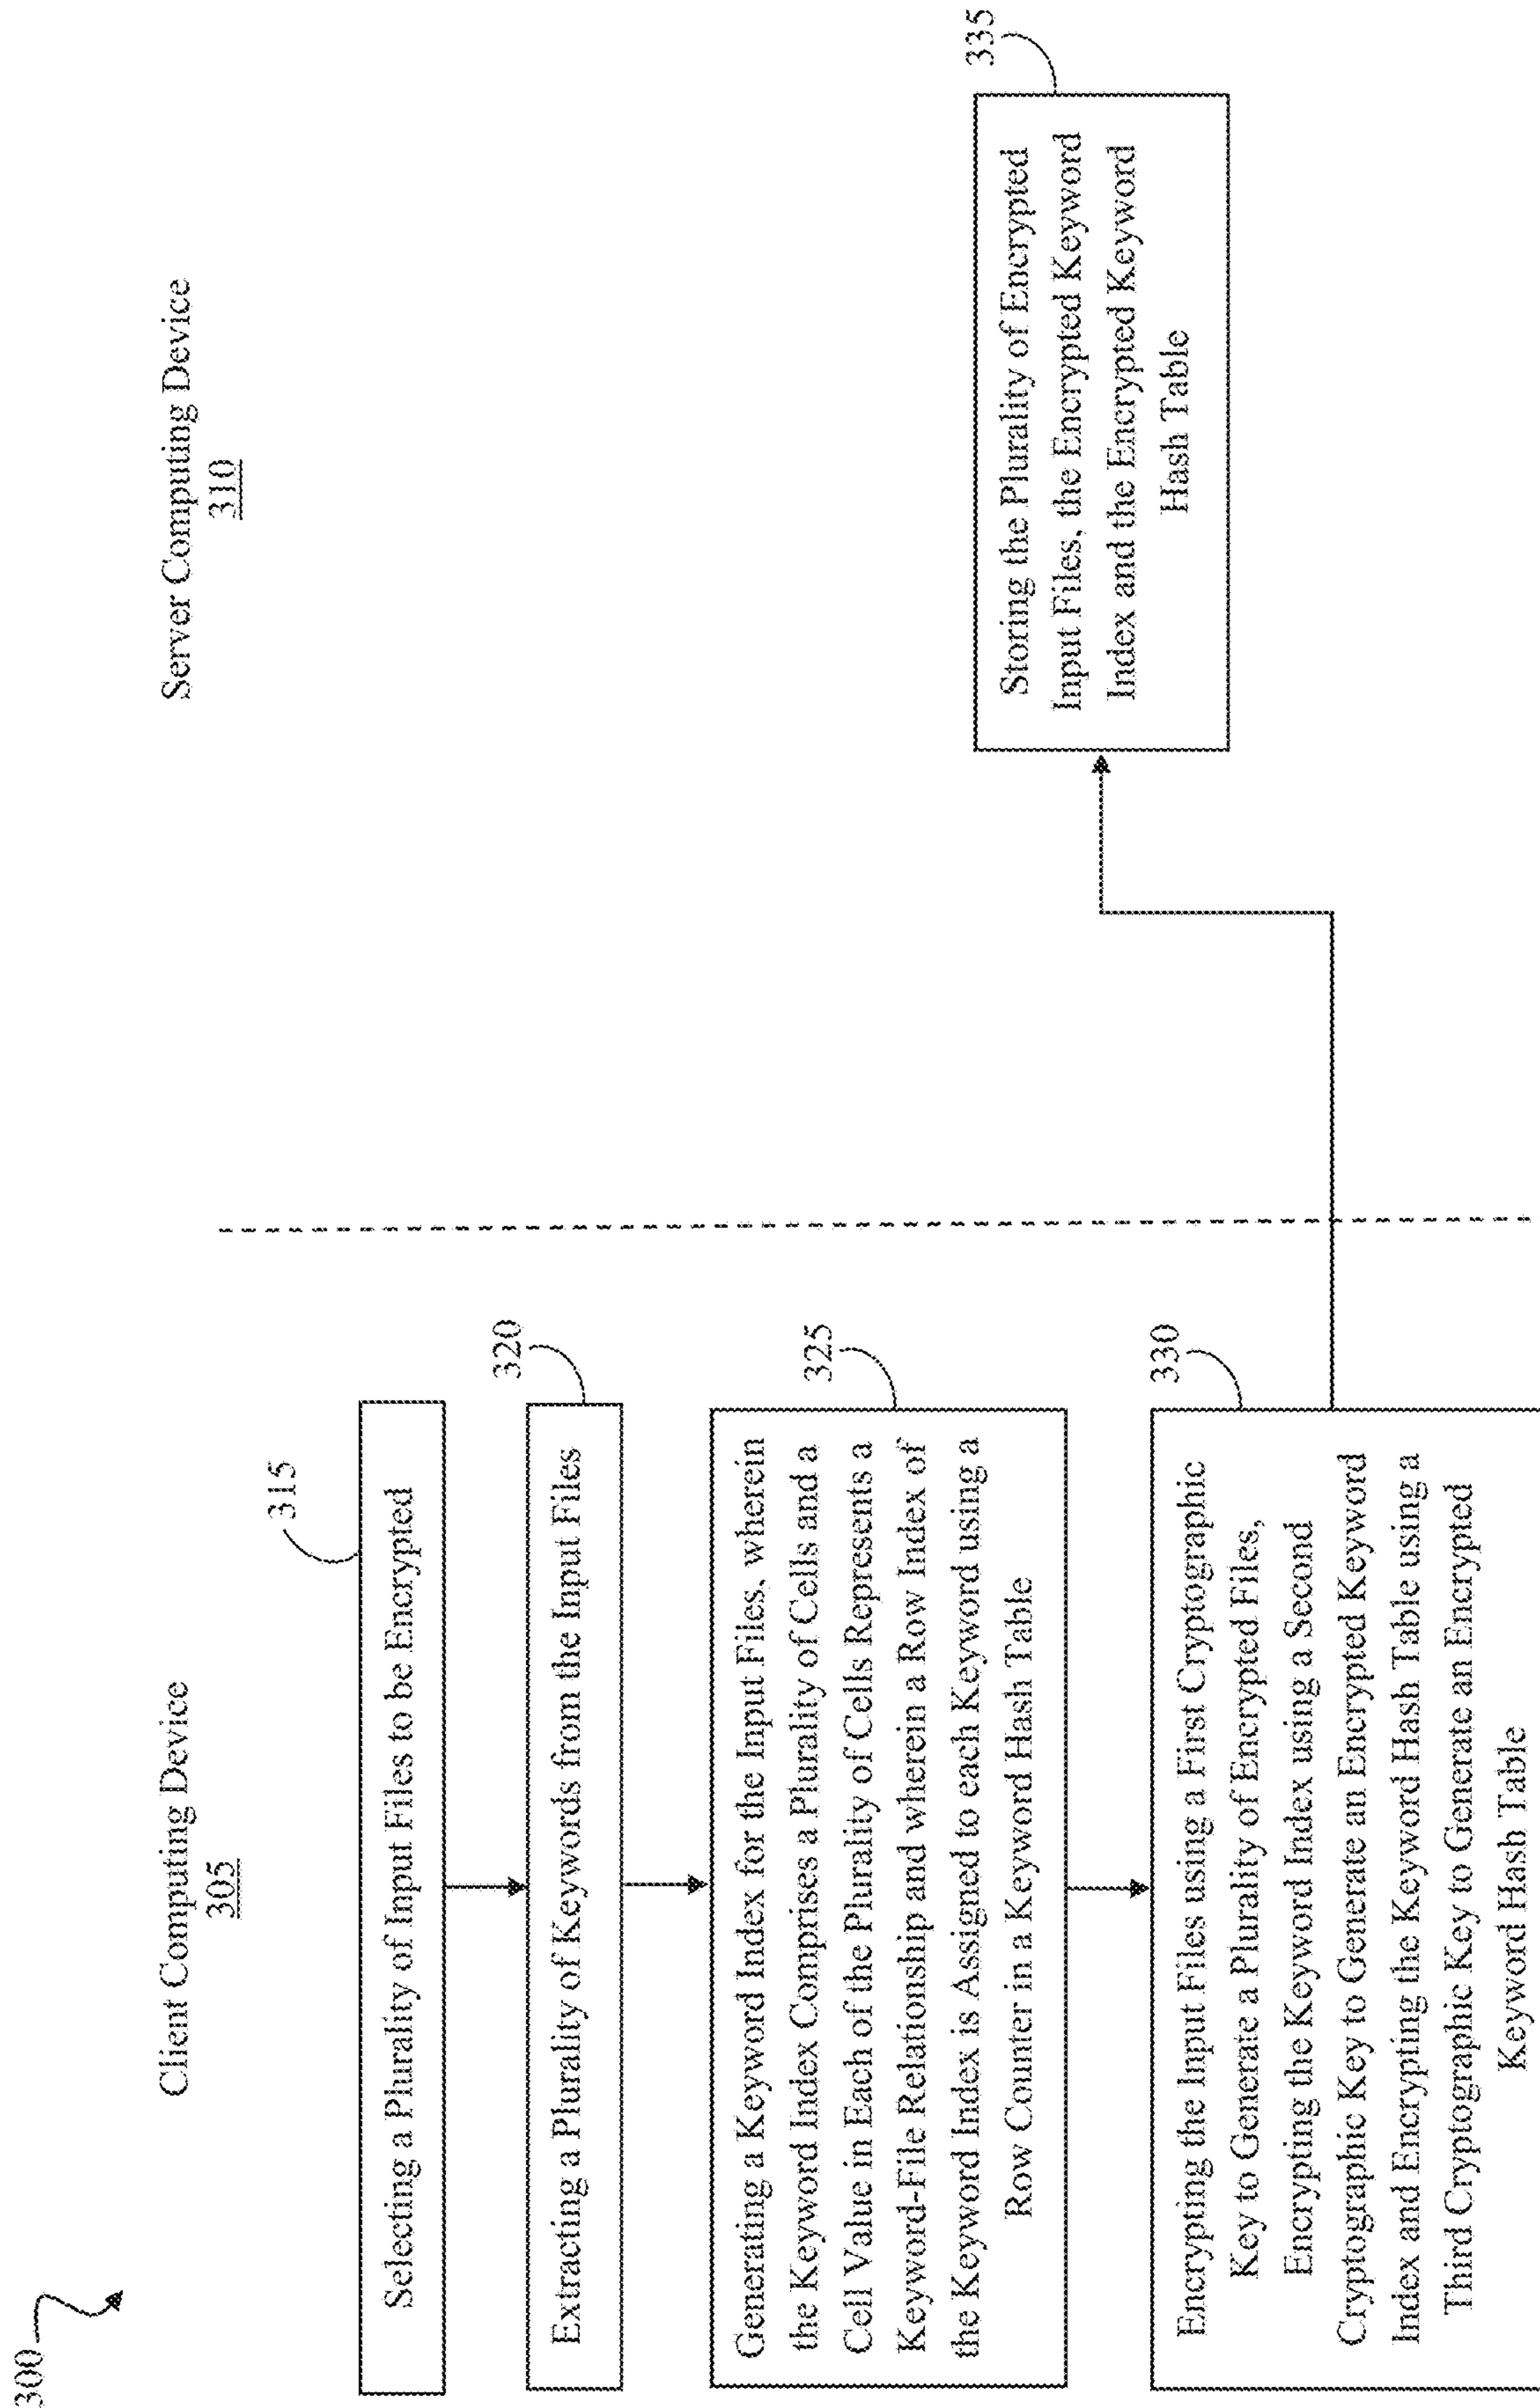 300
Client Computing Device
305
Server Computing Device
310
315
Selecting a Plurality of Input Files to be Encrypted
320
Extracting a Plurality of Keywords from the Input Files
325
Generating a Keyword Index for the Input Files, wherein
the Keyword Index Comprises a Plurality of Cells and a
Cell Value in Each of the Plurality of Cells Represents a
Keyword-File Relationship and wherein a Row Index of
the Keyword Index is Assigned to each Keyword using a
Row Counter in a Keyword Hash Table
330
Encrypting the Input Files using a First Cryptographic
Key to Generate a Plurality of Encrypted Files,
Encrypting the Keyword Index using a Second
Cryptographic Key to Generate an Encrypted Keyword
Index and Encrypting the Keyword Hash Table using a
Third Cryptographic Key to Generate an Encrypted
Keyword Hash Table
335
Storing the Plurality of Encrypted
Input Files, the Encrypted Keyword
Index and the Encrypted Keyword
Hash Table